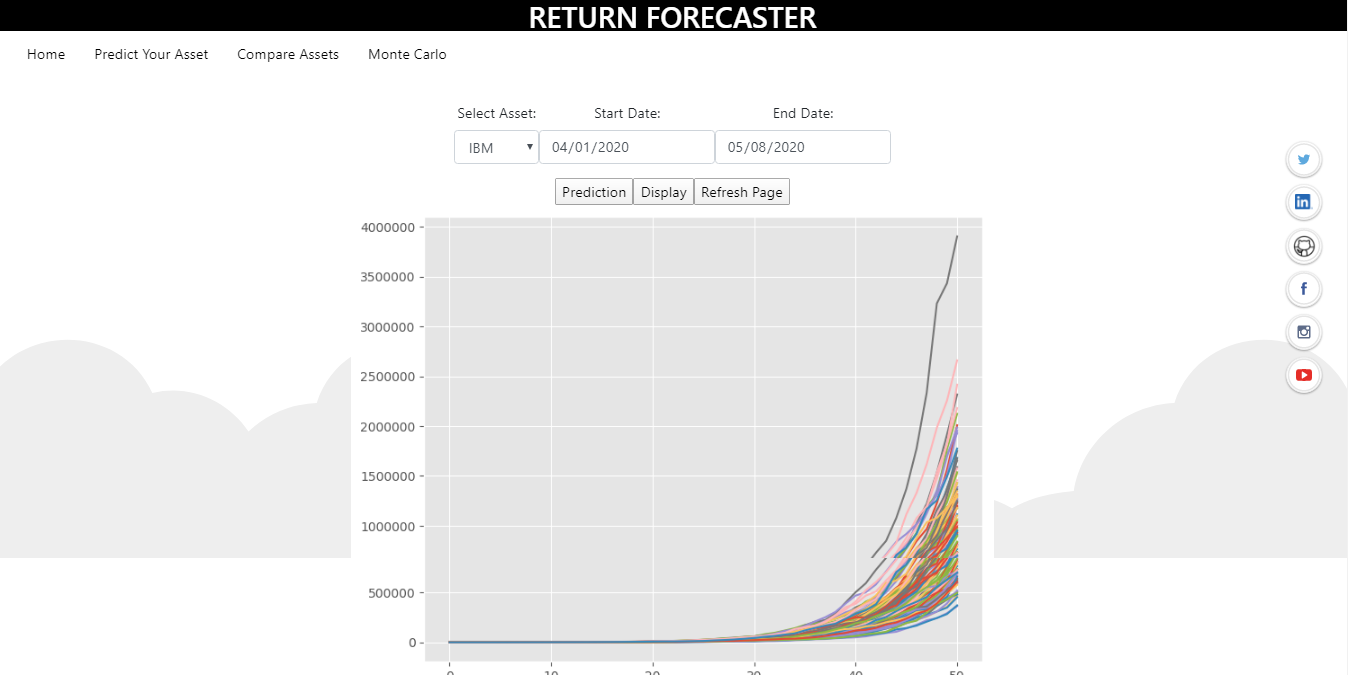 RETURN FORECASTER
Home Predict Your Asset Compare Assets Monte Carlo
Select Asset: Start Date: End Date:
IBM 04/01/2020 05/08/2020
Prediction Display Refresh Page
4000000
3500000
3000000
2500000
2000000
1500000
1000000
500000
0
0 10 20 30 40 50